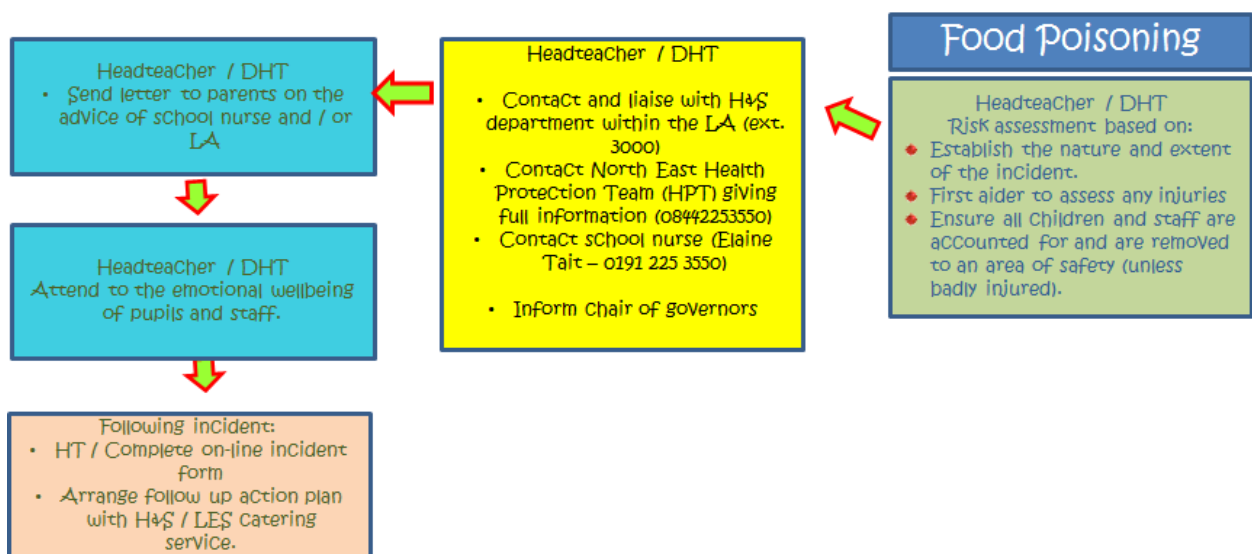 Food Poisoning
Headteacher / DHT
Risk assessment based on:
Establish the nature and extent
of the incident.
First aider to assess any injuries
Ensure all children and staff are
accounted for and are removed
to an area of safety (unless
badly injured).
Headteacher / DHT
• Contact and liaise with H&S
department within the LA (ext.
3000)
• Contact North East Health
Protection Team (HPT) giving
full information (08442253550)
• Contact school nurse (Elaine
Tait – 0191 225 3550)
• Inform chair of governors
Headteacher / DHT
• Send letter to parents on the
advice of school nurse and / or
LA
Headteacher / DHT
Attend to the emotional wellbeing
of pupils and staff.
Following incident:
• HT / Complete on-line incident
form
• Arrange follow up action plan
with H&S / LES catering
service.